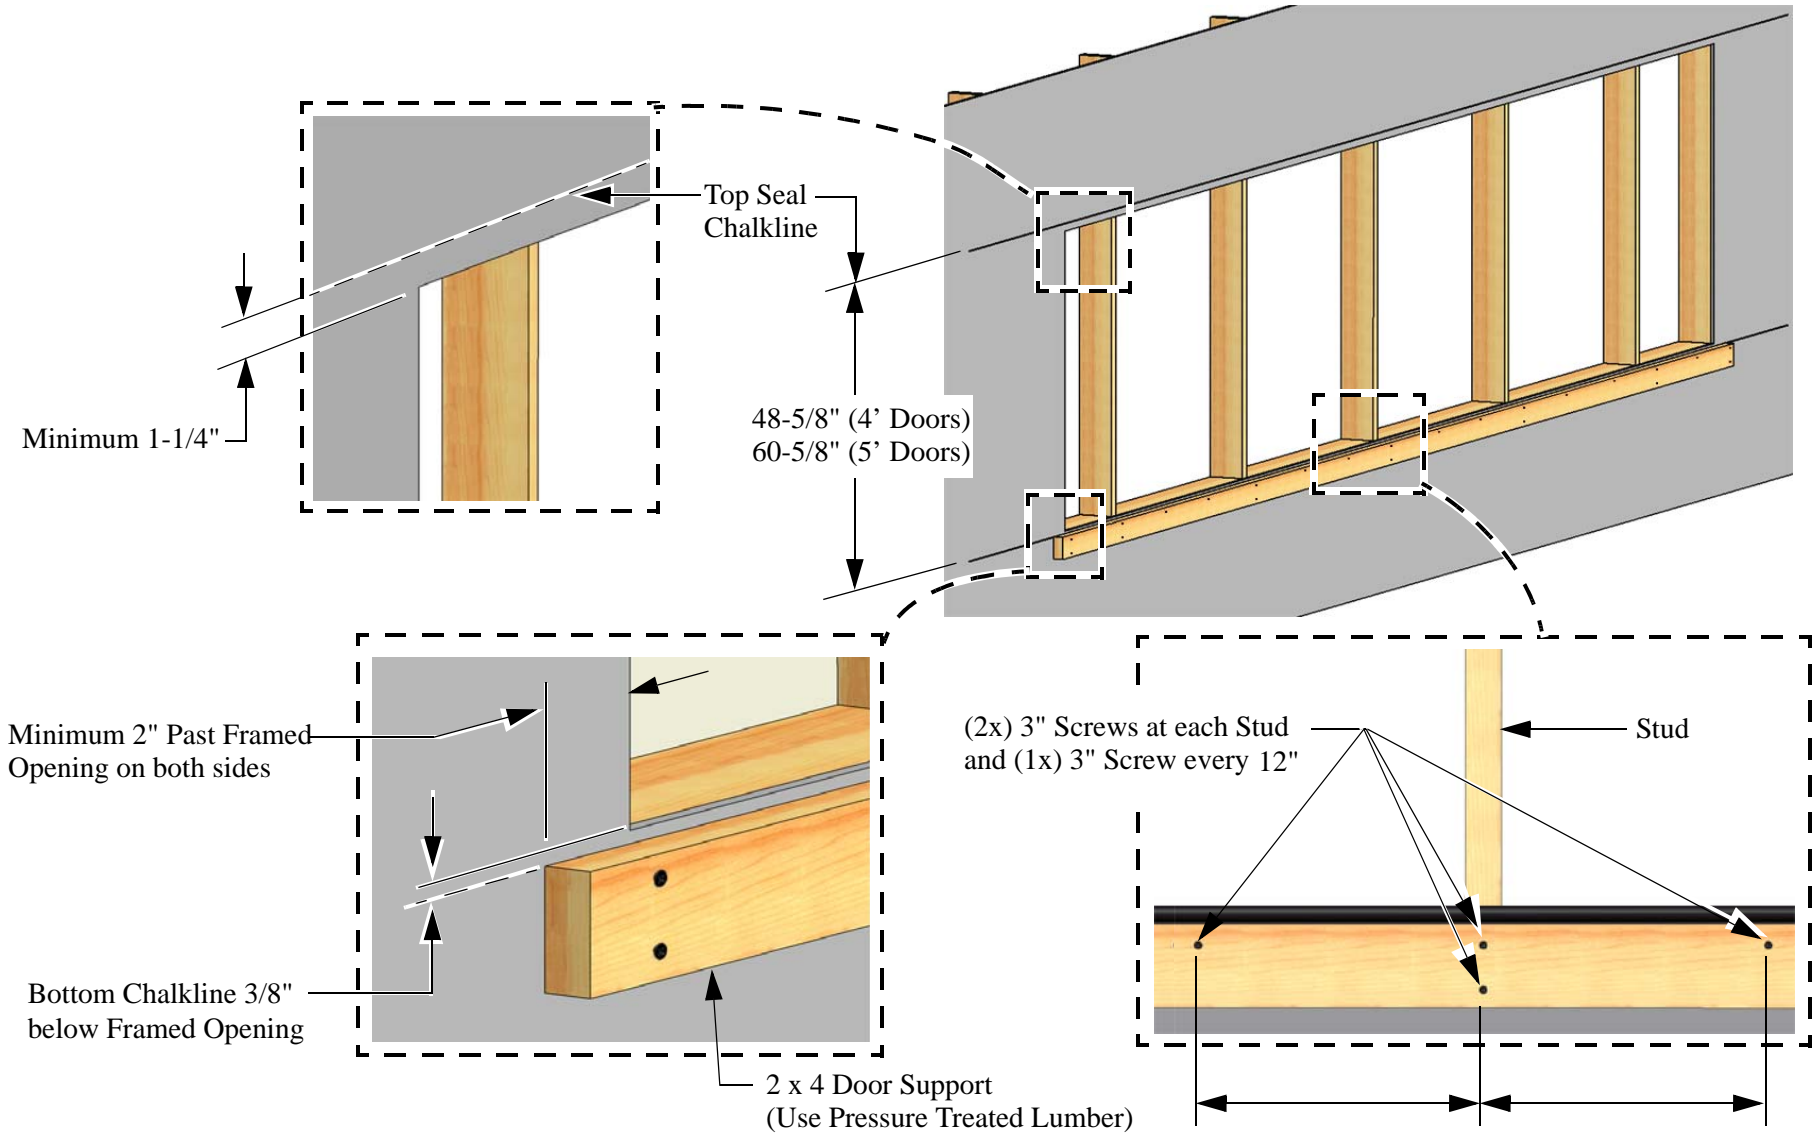 Top Seal
Chalkline
Minimum 1-1/4"
48-5/8" (4’ Doors)
60-5/8" (5’ Doors)
Minimum 2" Past Framed
Opening on both sides
(2x) 3" Screws at each Stud
and (1x) 3" Screw every 12"
Stud
Bottom Chalkline 3/8"
below Framed Opening
2 x 4 Door Support
(Use Pressure Treated Lumber)